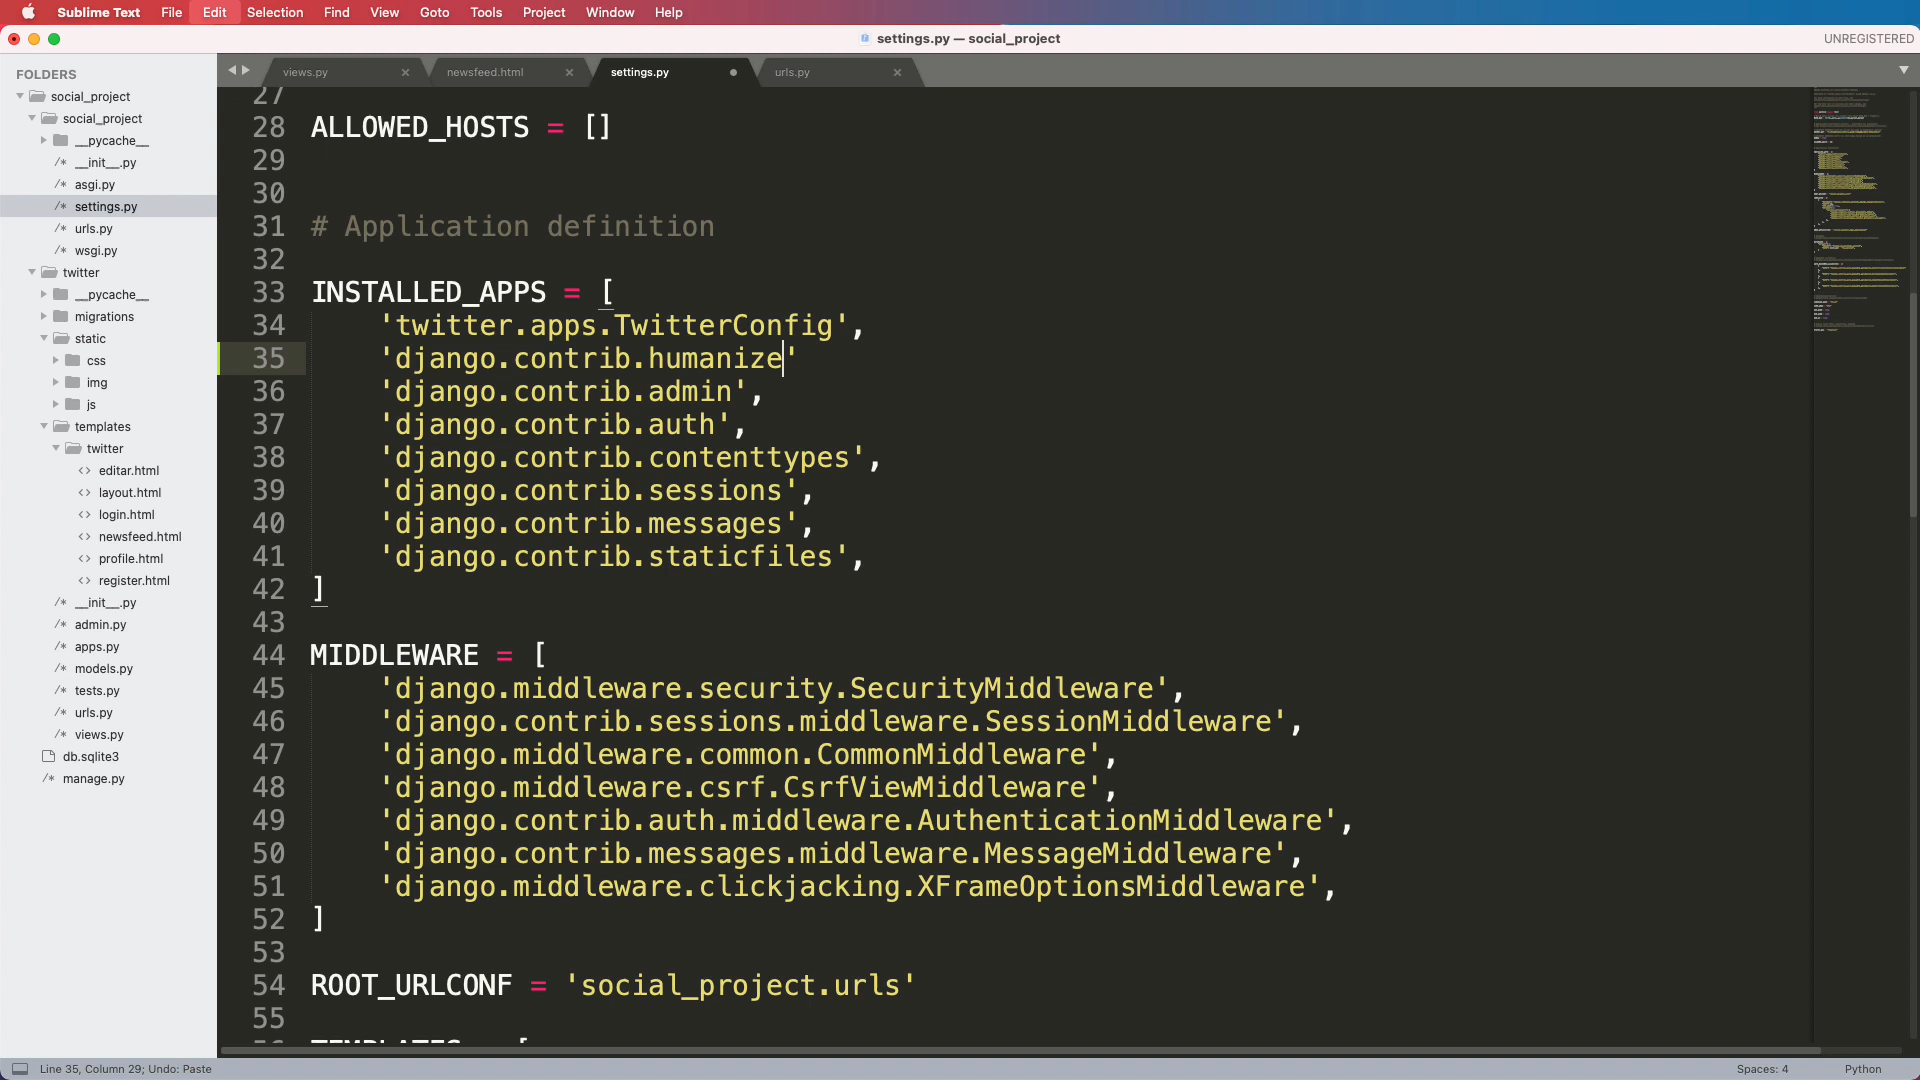 Sublime Text File Edit Selection Find View Goto Tools Project Window Help
settings.py — social_project
UNREGISTERED
FOLDERS
social_project
social_project
__pycache__
__init__.py
asgi.py
settings.py
urls.py
wsgi.py
twitter
__pycache__
migrations
static
css
img
js
templates
twitter
editar.html
layout.html
login.html
newsfeed.html
profile.html
register.html
__init__.py
admin.py
apps.py
models.py
tests.py
urls.py
views.py
db.sqlite3
manage.py
views.py newsfeed.html settings.py urls.py
27
28 ALLOWED_HOSTS = []
29
30
31 # Application definition
32
33 INSTALLED_APPS = [
34 'twitter.apps.TwitterConfig',
35 'django.contrib.humanize'
36 'django.contrib.admin',
37 'django.contrib.auth',
38 'django.contrib.contenttypes',
39 'django.contrib.sessions',
40 'django.contrib.messages',
41 'django.contrib.staticfiles',
42 ]
43
44 MIDDLEWARE = [
45 'django.middleware.security.SecurityMiddleware',
46 'django.contrib.sessions.middleware.SessionMiddleware',
47 'django.middleware.common.CommonMiddleware',
48 'django.middleware.csrf.CsrfViewMiddleware',
49 'django.contrib.auth.middleware.AuthenticationMiddleware',
50 'django.contrib.messages.middleware.MessageMiddleware',
51 'django.middleware.clickjacking.XFrameOptionsMiddleware',
52 ]
53
54 ROOT_URLCONF = 'social_project.urls'
55
Line 35, Column 29; Undo: Paste
Spaces: 4 Python